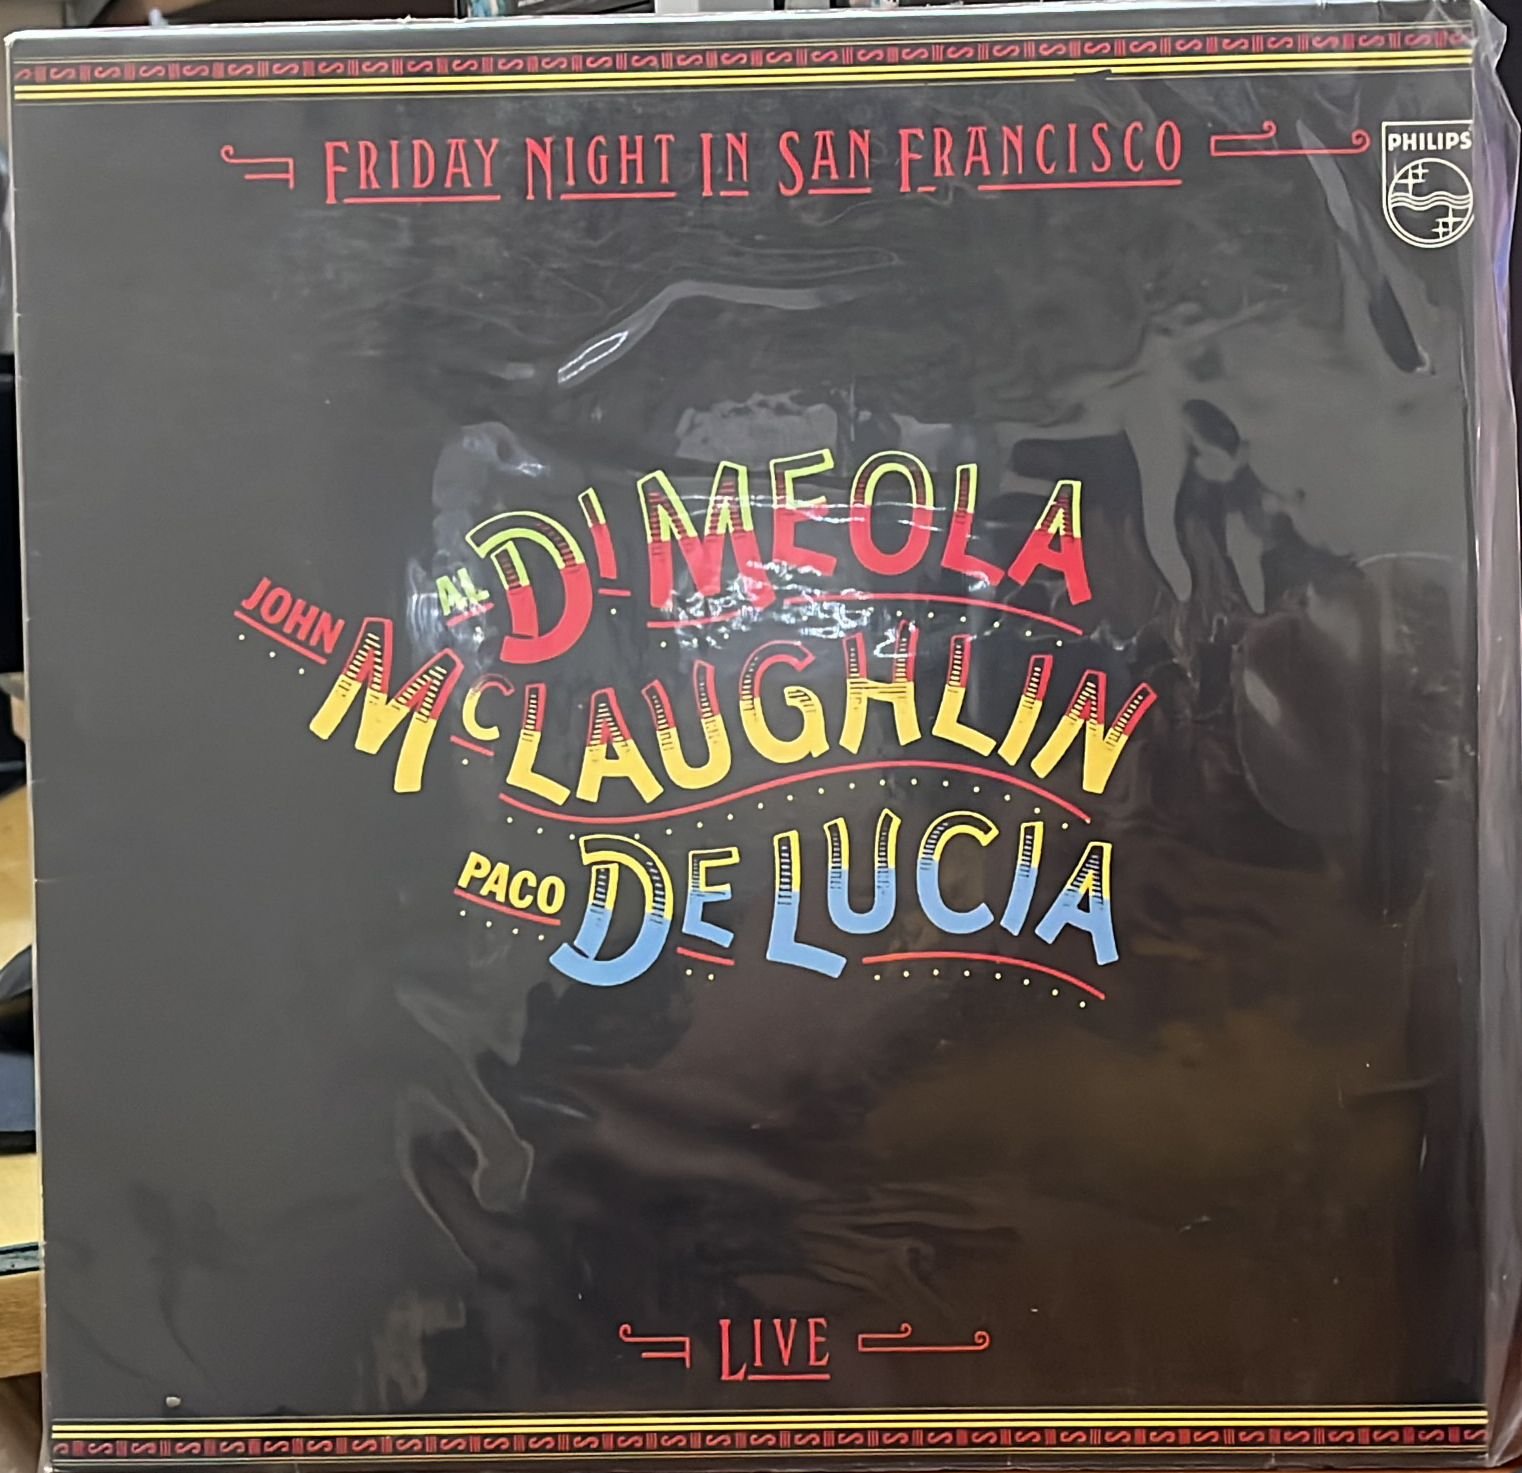 FRIDAY NIGHT IN SAN FRANCISCO
PHILIPS
AL DI MEOLA
JOHN McLAUGHLIN
PACO DE LUCIA
LIVE